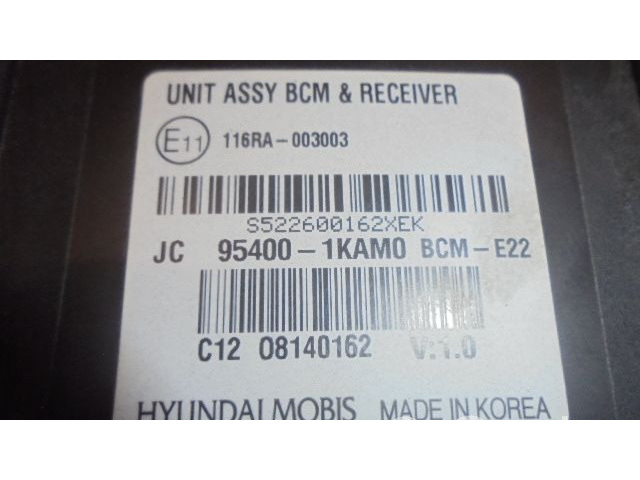 UNIT ASSY BCM & RECEIVER
E11 116RA-003003
S522600162XEK
JC 95400-1KAM0 BCM-E22
C12 08140162 V:1.0
HYUNDAI MOBIS MADE IN KOREA